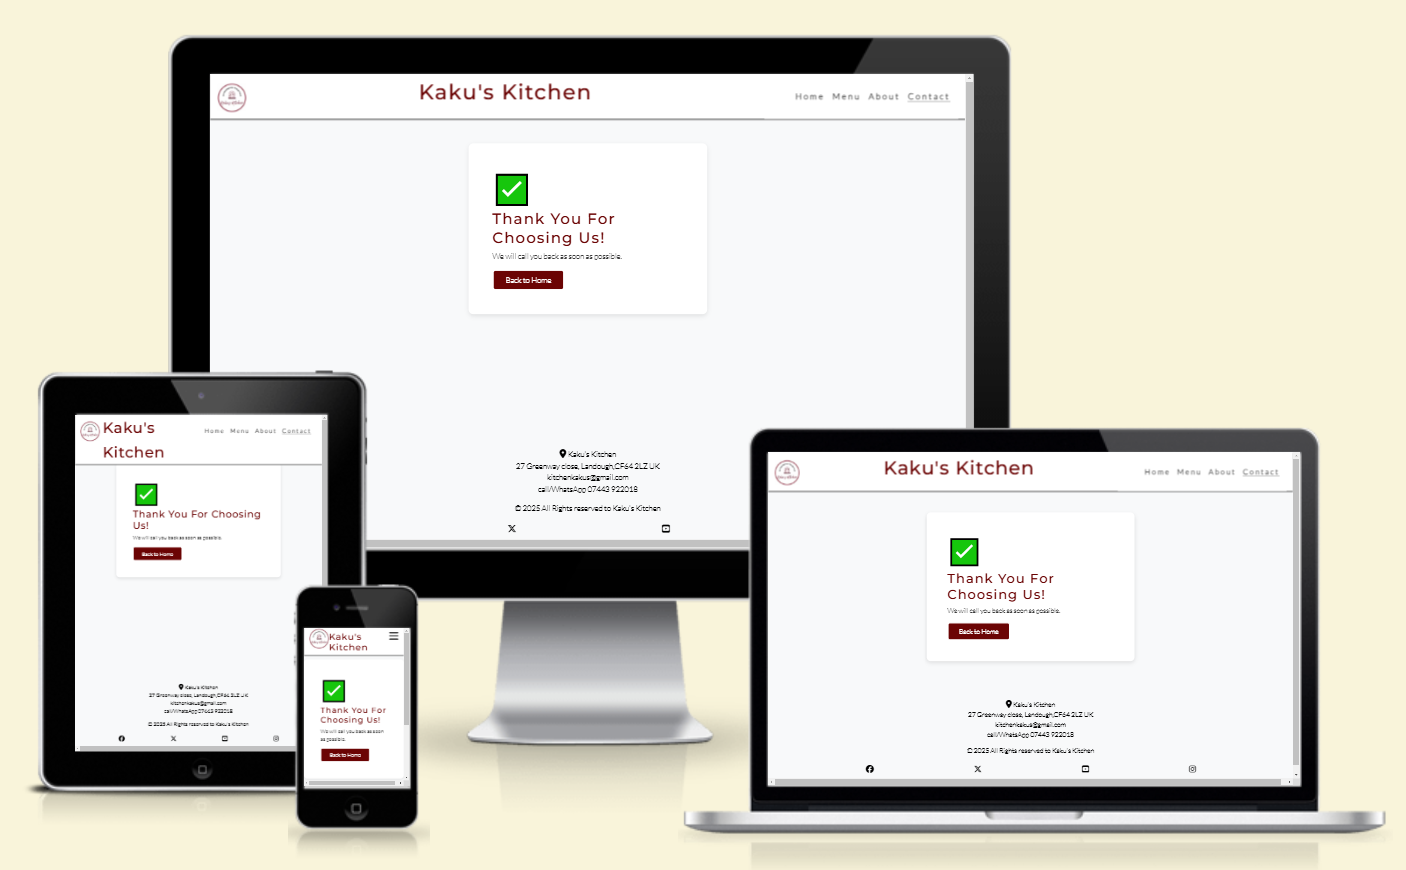 Kaku's Kitchen
Home Menu About Contact
Thank You For
Choosing Us!
We will call you back as soon as possible.
Back to Home
Kaku's Kitchen
27 Greenway close, Landough,CF64 2LZ UK
kitchenkakus@gmail.com
call/WhatsApp 07443 922018
© 2025 All Rights reserved to Kaku's Kitchen
Kaku's
Kitchen
Home Menu About Contact
Thank You For Choosing
Us!
We will call you back as soon as possible.
Back to Home
Kaku's Kitchen
27 Greenway close, Landough,CF64 2LZ UK
kitchenkakus@gmail.com
call/WhatsApp 07443 922018
© 2025 All Rights reserved to Kaku's Kitchen
Kaku's
Kitchen
Thank You For
Choosing Us!
We will call you back as soon
as possible.
Back to Home
Kaku's Kitchen
Home Menu About Contact
Thank You For
Choosing Us!
We will call you back as soon as possible.
Back to Home
Kaku's Kitchen
27 Greenway close, Landough,CF64 2LZ UK
kitchenkakus@gmail.com
call/WhatsApp 07443 922018
© 2025 All Rights reserved to Kaku's Kitchen